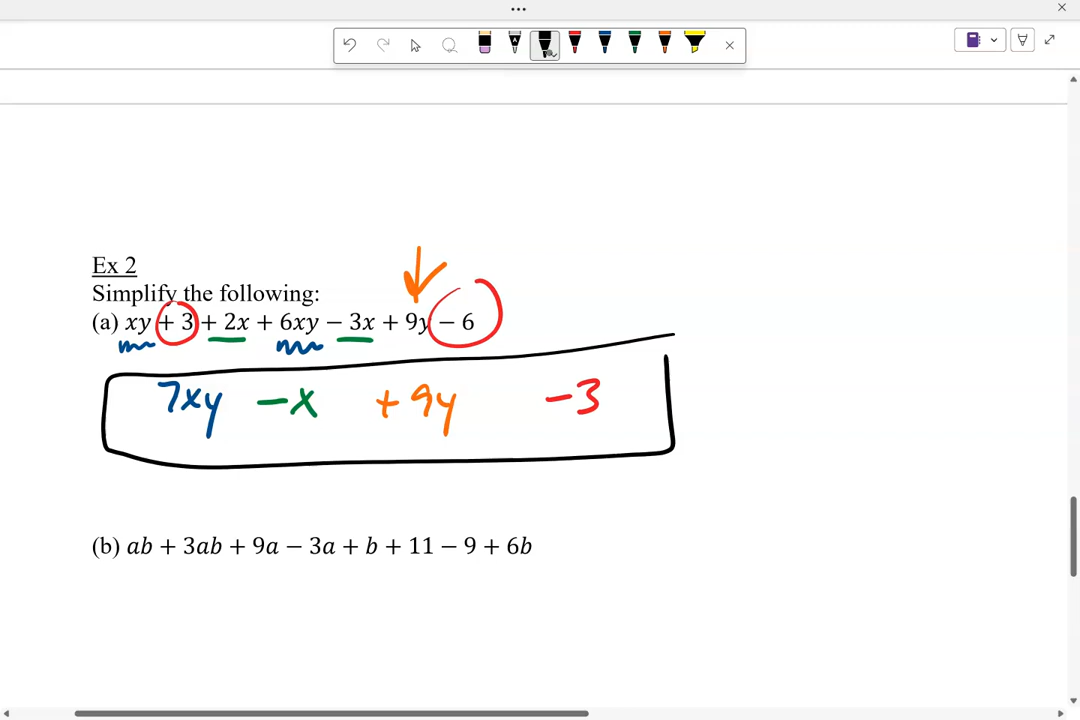 Ex 2
Simplify the following:
(a) xy + 3 + 2x + 6xy − 3x + 9y − 6
7xy − x + 9y − 3
(b) ab + 3ab + 9a − 3a + b + 11 − 9 + 6b